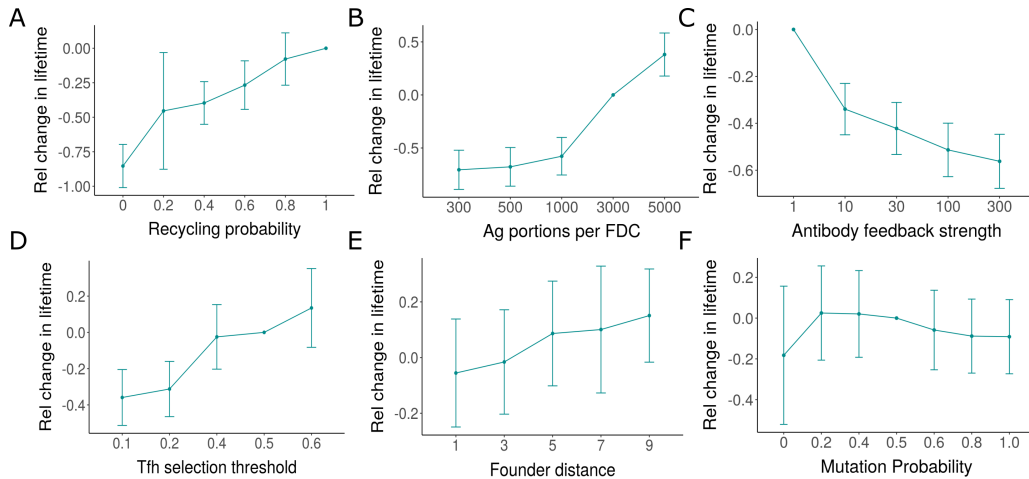 A
Rel change in lifetime
0.00
-0.25
-0.50
-0.75
-1.00
0 0.2 0.4 0.6 0.8 1
Recycling probability
B
Rel change in lifetime
0.5
0.0
-0.5
300 500 1000 3000 5000
Ag portions per FDC
C
Rel change in lifetime
0.0
-0.2
-0.4
-0.6
1 10 30 100 300
Antibody feedback strength
D
Rel change in lifetime
0.2
0.0
-0.2
-0.4
0.1 0.2 0.4 0.5 0.6
Tfh selection threshold
E
Rel change in lifetime
0.2
0.0
-0.2
1 3 5 7 9
Founder distance
F
Rel change in lifetime
0.2
0.0
-0.2
-0.4
0 0.2 0.4 0.5 0.6 0.8 1.0
Mutation Probability